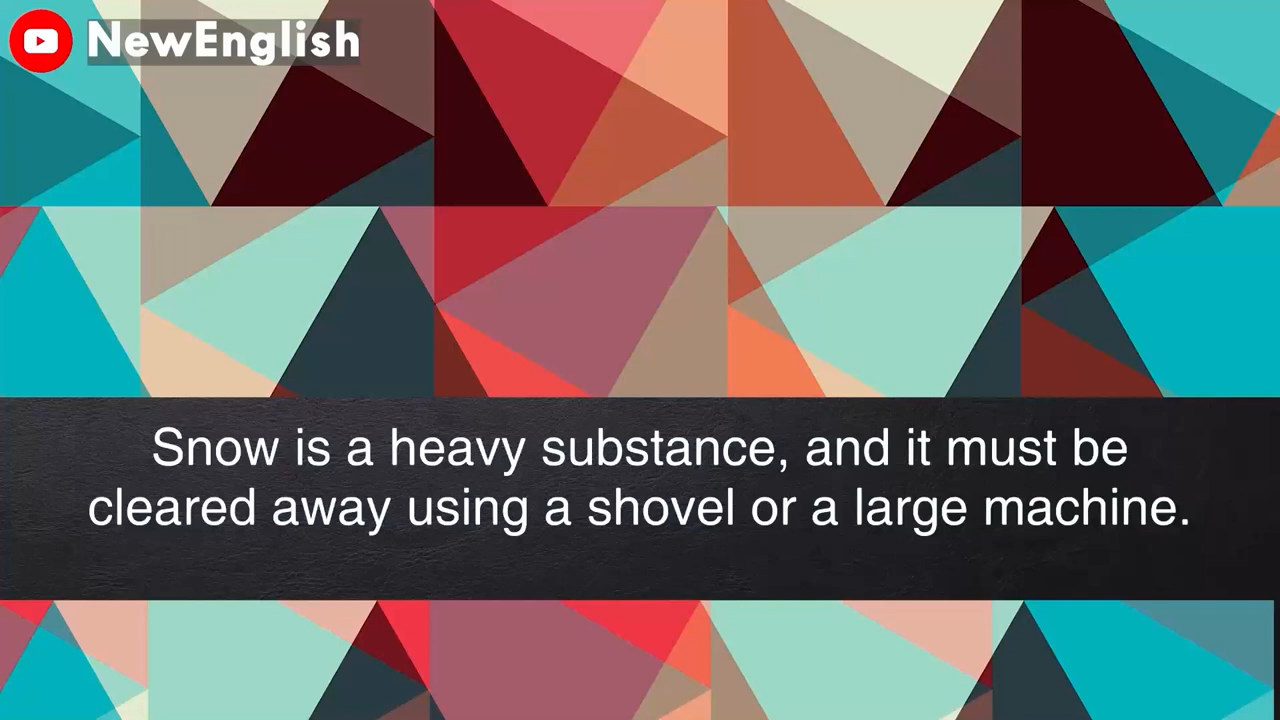 NewEnglish
Snow is a heavy substance, and it must be
cleared away using a shovel or a large machine.